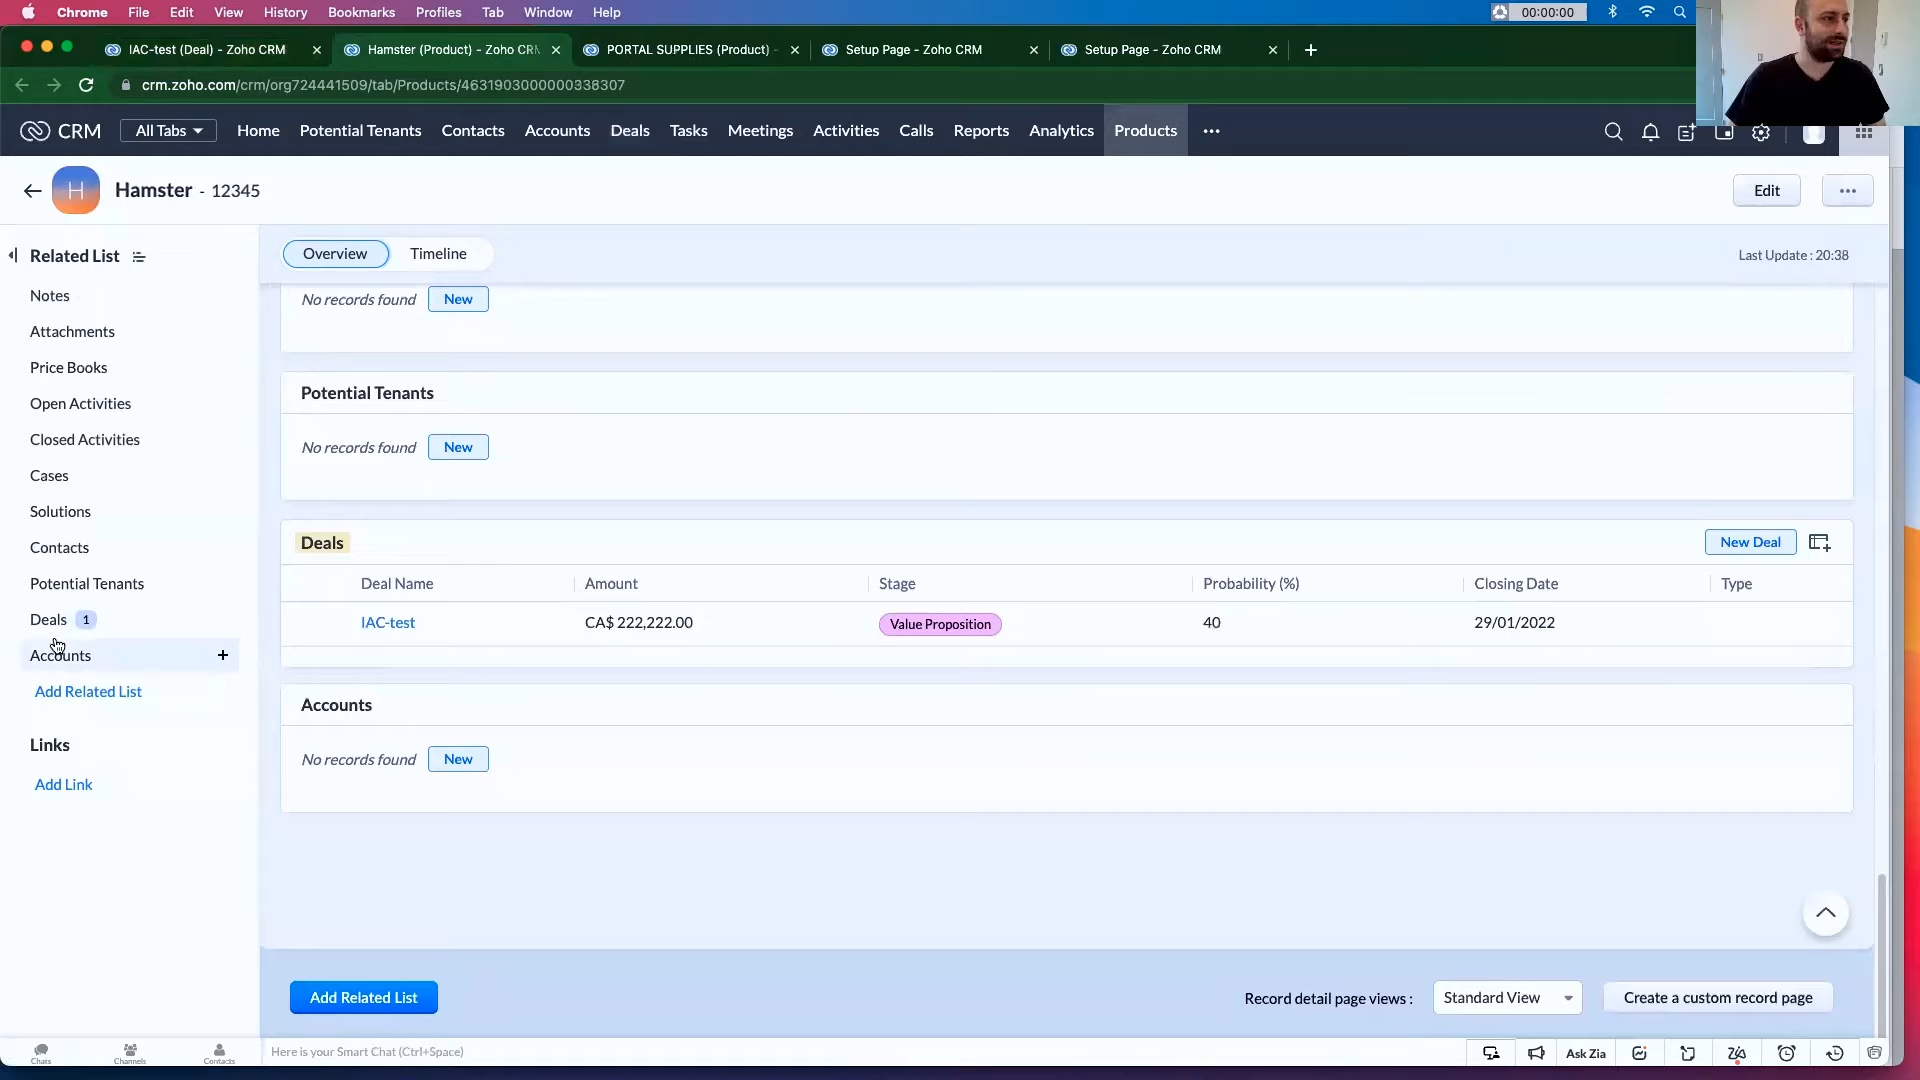 Chrome File Edit View History Bookmarks Profiles Tab Window Help 00:00:00
IAC-test (Deal) - Zoho CRM Hamster (Product) - Zoho CR PORTAL SUPPLIES (Product) - Setup Page - Zoho CRM Setup Page - Zoho CRM
crm.zoho.com/crm/org724441509/tab/Products/4631903000000338307
CRM All Tabs Home Potential Tenants Contacts Accounts Deals Tasks Meetings Activities Calls Reports Analytics Products
H Hamster - 12345 Edit
Related List
Overview Timeline Last Update : 20:38
Notes
No records found New
Attachments
Price Books
Potential Tenants
Open Activities
Closed Activities
No records found New
Cases
Solutions
Contacts
Deals New Deal
Potential Tenants
Deal Name Amount Stage Probability (%) Closing Date Type
Deals 1
IAC-test CA$ 222,222.00 Value Proposition 40 29/01/2022
Accounts
Add Related List
Accounts
Links
No records found New
Add Link
Add Related List Record detail page views : Standard View Create a custom record page
Chats Channels Contacts Here is your Smart Chat (Ctrl+Space) Ask Zia